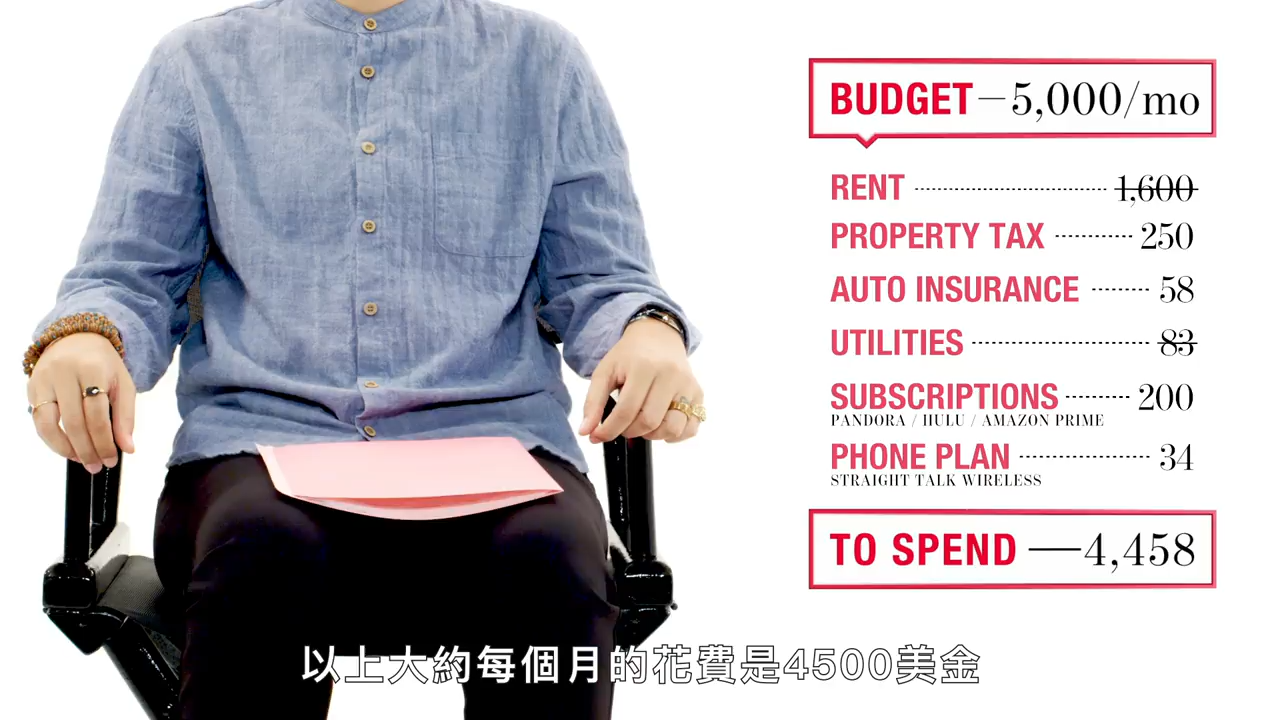 BUDGET — 5,000/mo
RENT 1,600
PROPERTY TAX 250
AUTO INSURANCE 58
UTILITIES 83
SUBSCRIPTIONS 200
PANDORA / HULU / AMAZON PRIME
PHONE PLAN 34
STRAIGHT TALK WIRELESS
TO SPEND — 4,458
以上大約每個月的花費是4500美金